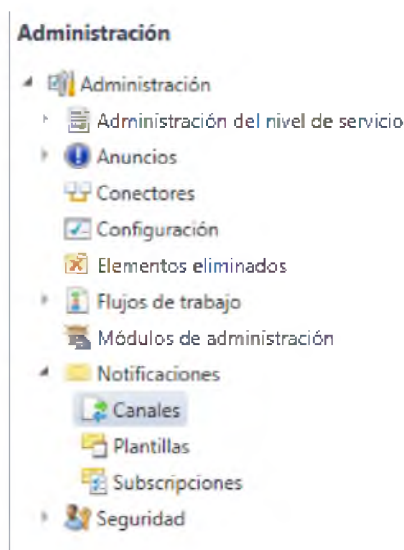 Administración
Administración
Administración del nivel de servicio
Anuncios
Conectores
Configuración
Elementos eliminados
Flujos de trabajo
Módulos de administración
Notificaciones
Canales
Plantillas
Subscripciones
Seguridad